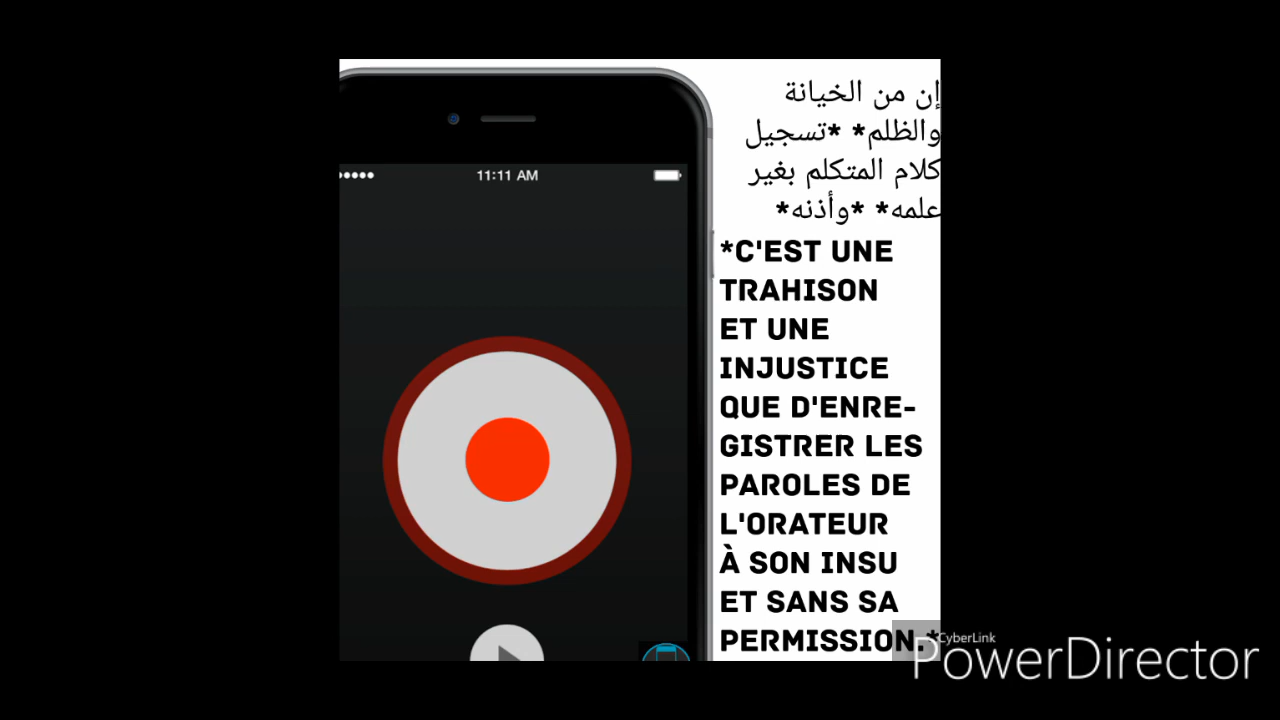 11:11 AM
إن من الخيانة
والظلم* *تسجيل
كلام المتكلم بغير
علمه* *وأذنه*
*C'EST UNE
TRAHISON
ET UNE
INJUSTICE
QUE D'ENRE-
GISTRER LES
PAROLES DE
L'ORATEUR
À SON INSU
ET SANS SA
PERMISSION.*
CyberLink
PowerDirector